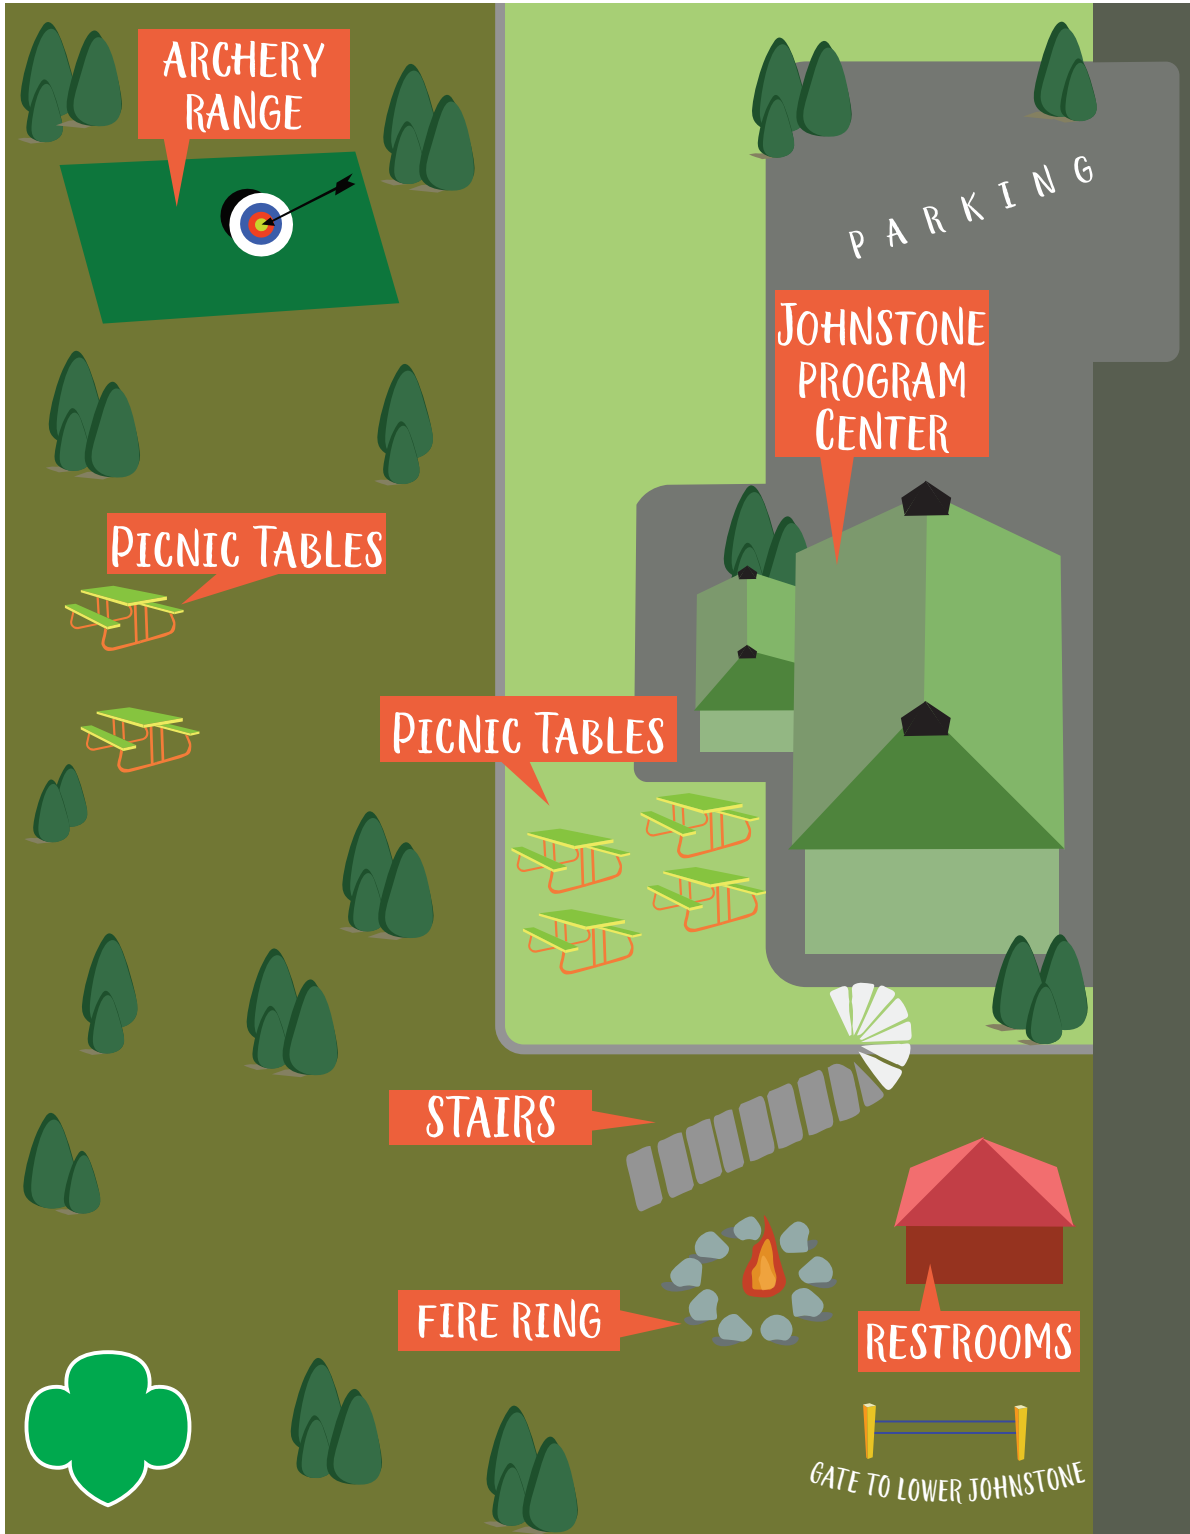 ARCHERY
RANGE
PARKING
JOHNSTONE
PROGRAM
CENTER
PICNIC TABLES
PICNIC TABLES
STAIRS
FIRE RING
RESTROOMS
GATE TO LOWER JOHNSTONE